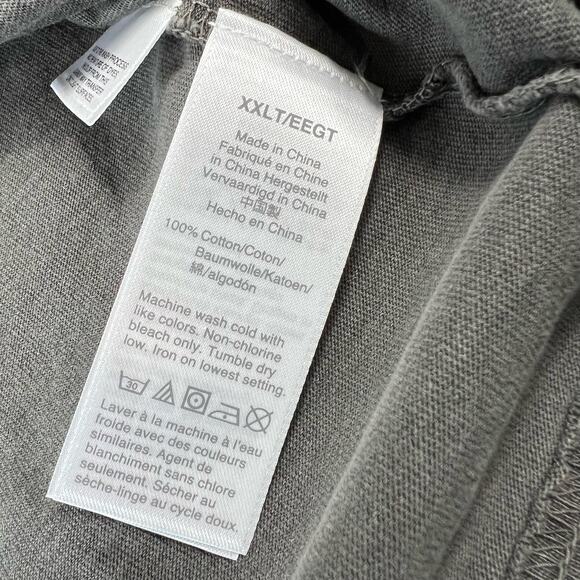 XXLT/EEGT
Made in China
Fabriqué en Chine
in China Hergestellt
Vervaardigd in China
中国製
Hecho en China
100% Cotton/Coton/
Baumwolle/Katoen/
綿/algodón
Machine wash cold with
like colors. Non-chlorine
bleach only. Tumble dry
low. Iron on lowest setting.
30
Laver à la machine à l'eau
froide avec des couleurs
similaires. Agent de
blanchiment sans chlore
seulement. Sécher au
sèche-linge au cycle doux.